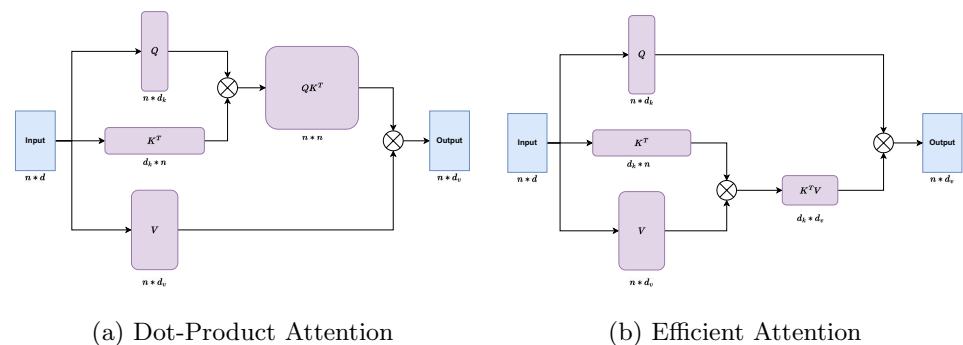 Q
n * d_k
Input
n * d
K^T
d_k * n
QK^T
n * n
V
n * d_v
Output
n * d_v
(a) Dot-Product Attention
Q
n * d_k
Input
n * d
K^T
d_k * n
V
n * d_v
K^T V
d_k * d_v
Output
n * d_v
(b) Efficient Attention